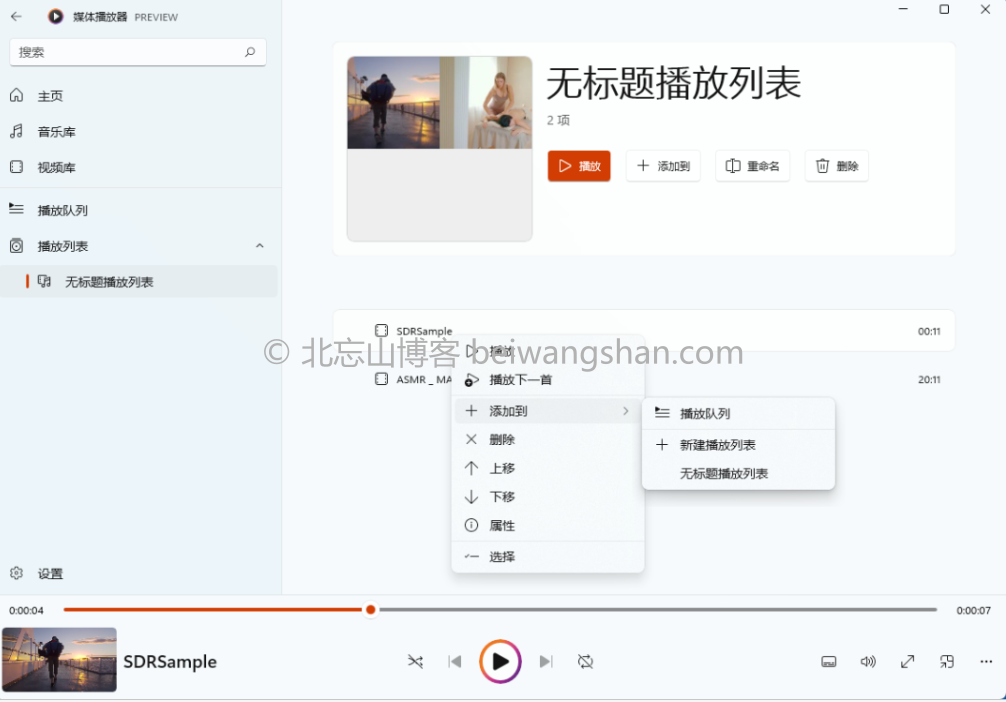 媒体播放器 PREVIEW
搜索
主页
音乐库
视频库
播放队列
播放列表
无标题播放列表
设置
无标题播放列表
2 项
播放
添加到
重命名
删除
SDRSample
00:11
© 北忘山博客 beiwangshan.com
ASMR _ MA
20:11
播放
播放下一首
添加到
删除
上移
下移
属性
选择
播放队列
新建播放列表
无标题播放列表
0:00:04
0:00:07
SDRSample